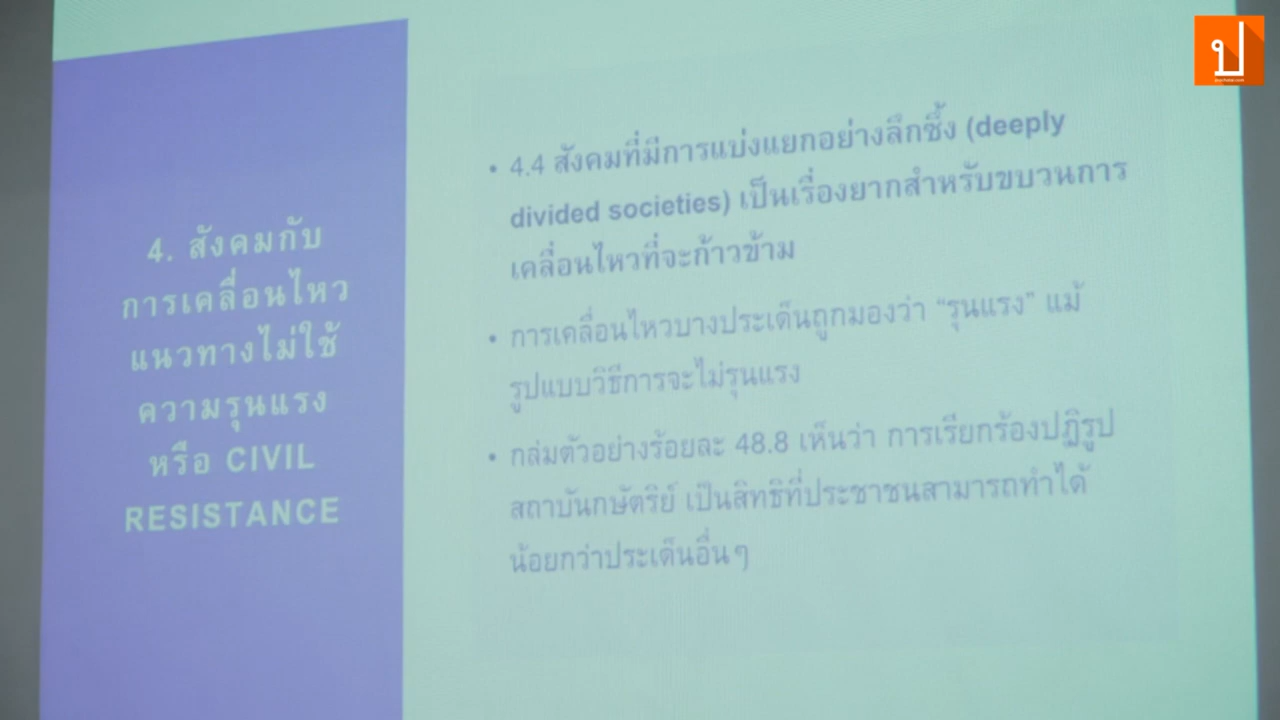 ป
4. สังคมกับ
การเคลื่อนไหว
แนวทางไม่ใช้
ความรุนแรง
หรือ CIVIL
RESISTANCE
• 4.4 สังคมที่มีการแบ่งแยกอย่างลึกซึ้ง (deeply
divided societies) เป็นเรื่องยากสำหรับขบวนการ
เคลื่อนไหวที่จะก้าวข้าม
• การเคลื่อนไหวบางประเด็นถูกมองว่า “รุนแรง” แม้
รูปแบบวิธีการจะไม่รุนแรง
• กลุ่มตัวอย่างร้อยละ 48.8 เห็นว่า การเรียกร้องปฏิรูป
สถาบันกษัตริย์ เป็นสิทธิที่ประชาชนสามารถทำได้
น้อยกว่าประเด็นอื่นๆ